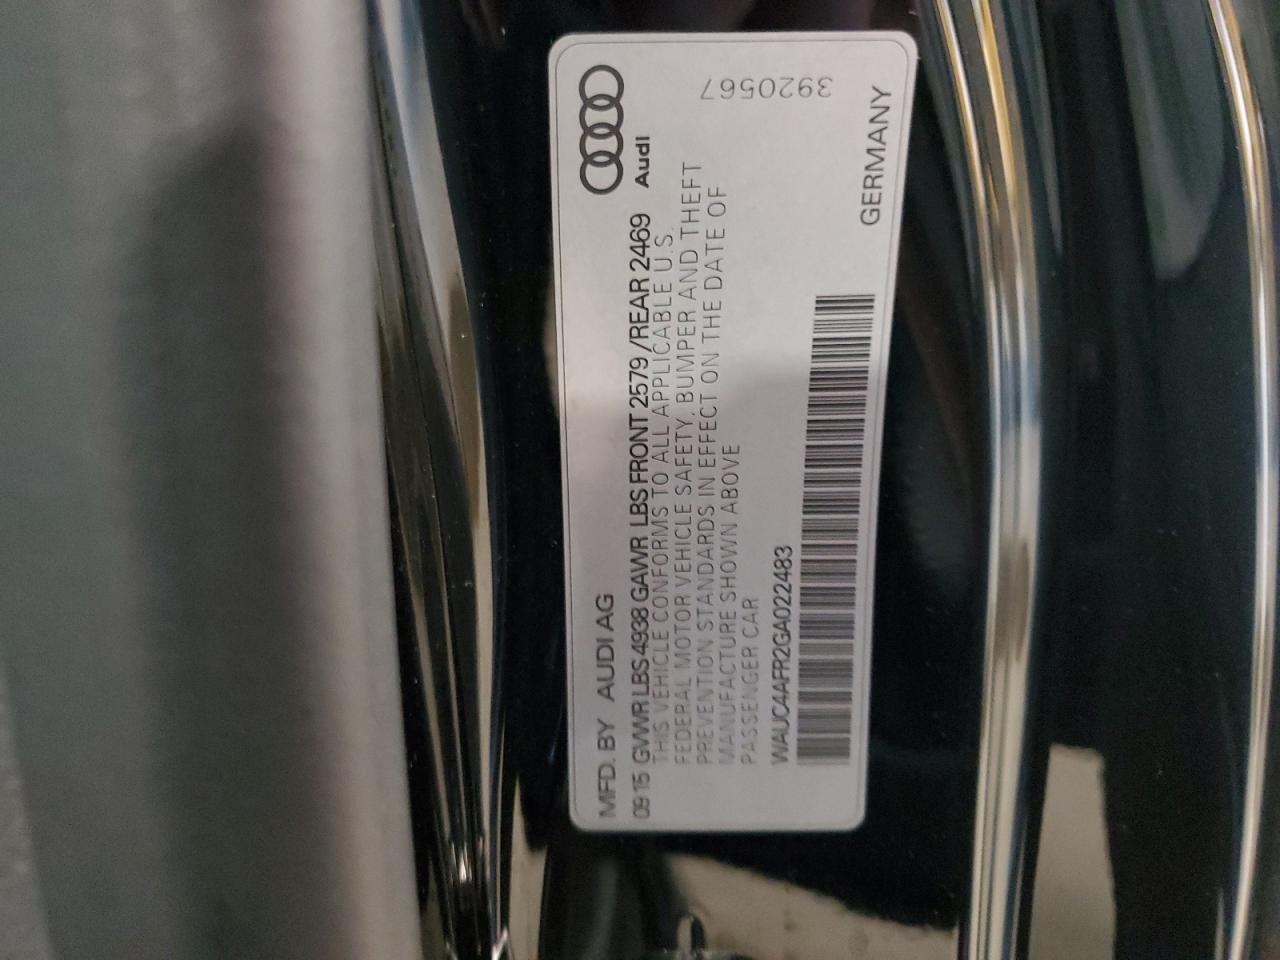 MFD. BY AUDI AG
09 15 GVWR LBS 4938 GAWR LBS FRONT 2579 /REAR 2469
Audi
THIS VEHICLE CONFORMS TO ALL APPLICABLE U.S.
FEDERAL MOTOR VEHICLE SAFETY, BUMPER AND THEFT
PREVENTION STANDARDS IN EFFECT ON THE DATE OF
MANUFACTURE SHOWN ABOVE
PASSENGER CAR
WAUC4AFR2GA022483
GERMANY
3920567